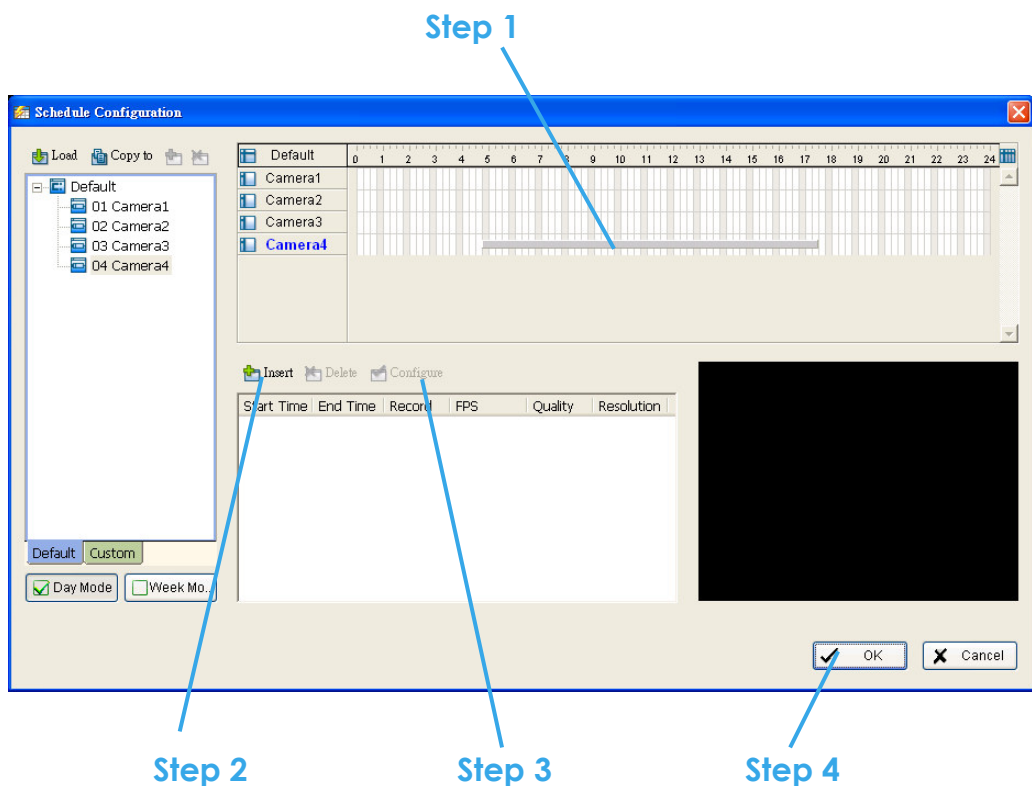 Step 1
Schedule Configuration
Load Copy to
Default
01 Camera1
02 Camera2
03 Camera3
04 Camera4
Default Custom
Day Mode Week Mo..
Default 0 1 2 3 4 5 6 7 8 9 10 11 12 13 14 15 16 17 18 19 20 21 22 23 24
Camera1
Camera2
Camera3
Camera4
Insert Delete Configure
Start Time End Time Record FPS Quality Resolution
OK Cancel
Step 2 Step 3 Step 4